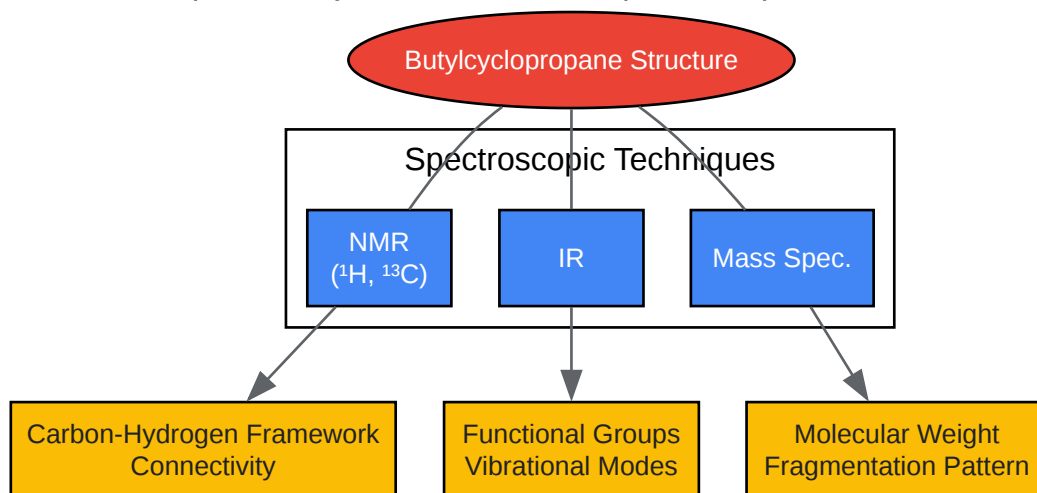 Butylcyclopropane Structure
Spectroscopic Techniques
NMR
(¹H, ¹³C)
IR
Mass Spec.
Carbon-Hydrogen Framework
Connectivity
Functional Groups
Vibrational Modes
Molecular Weight
Fragmentation Pattern